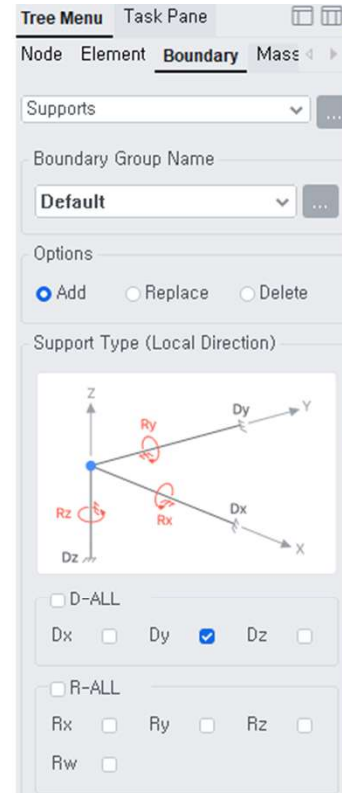 Tree Menu Task Pane
Node Element Boundary Mass
Supports
...
Boundary Group Name
Default
...
Options
Add Replace Delete
Support Type (Local Direction)
Z
Dy Y
Ry
Rz Rx Dx
X
Dz
D-ALL
Dx Dy Dz
R-ALL
Rx Ry Rz
Rw